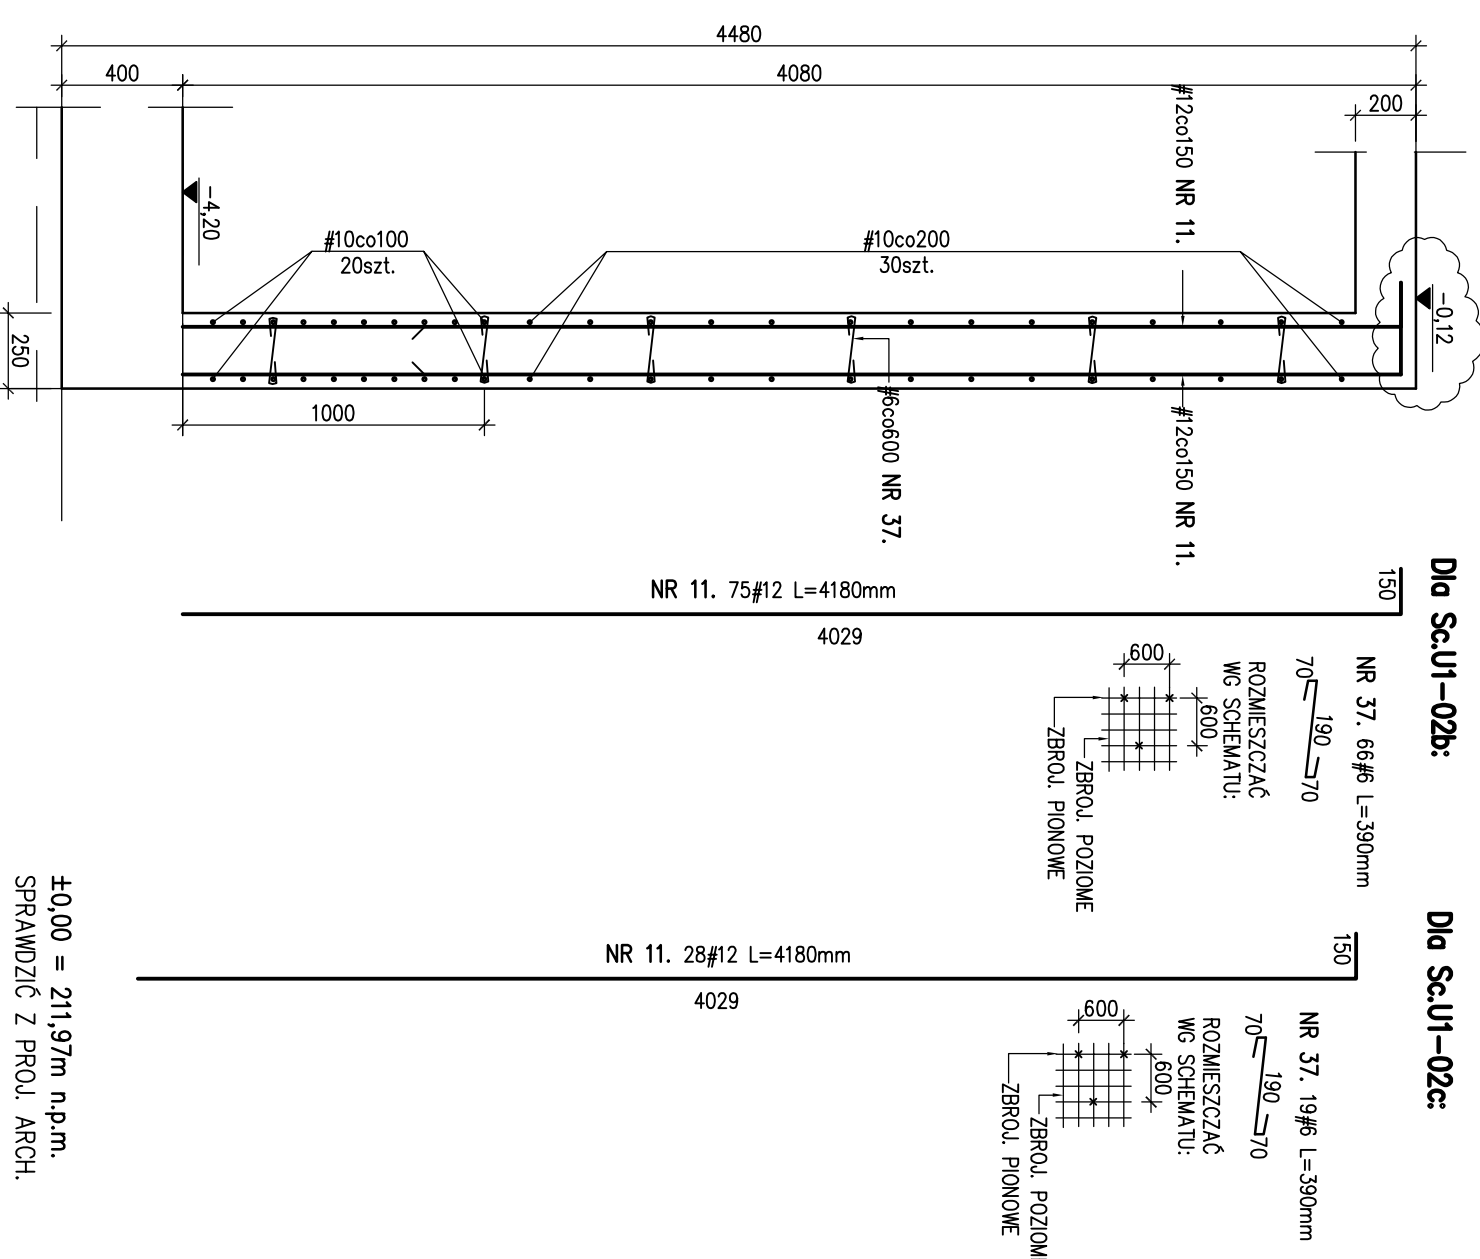 4480
400
4080
200
#12co150 NR 11.
-4,20
-0,12
#10co100
20szt.
#10co200
30szt.
250
1000
#6co600 NR 37.
#12co150 NR 11.
Dla Sc.U1-02b:
NR 11. 75#12 L=4180mm
4029
150
NR 37. 66#6 L=390mm
70
190
70
ROZMIESZCZAĆ
WG SCHEMATU:
600
600
ZBROJ. POZIOME
ZBROJ. PIONOWE
Dla Sc.U1-02c:
NR 11. 28#12 L=4180mm
4029
150
NR 37. 19#6 L=390mm
70
190
70
ROZMIESZCZAĆ
WG SCHEMATU:
600
600
ZBROJ. POZIOM
ZBROJ. PIONOWE
±0,00 = 211,97m n.p.m.
SPRAWDZIĆ Z PROJ. ARCH.